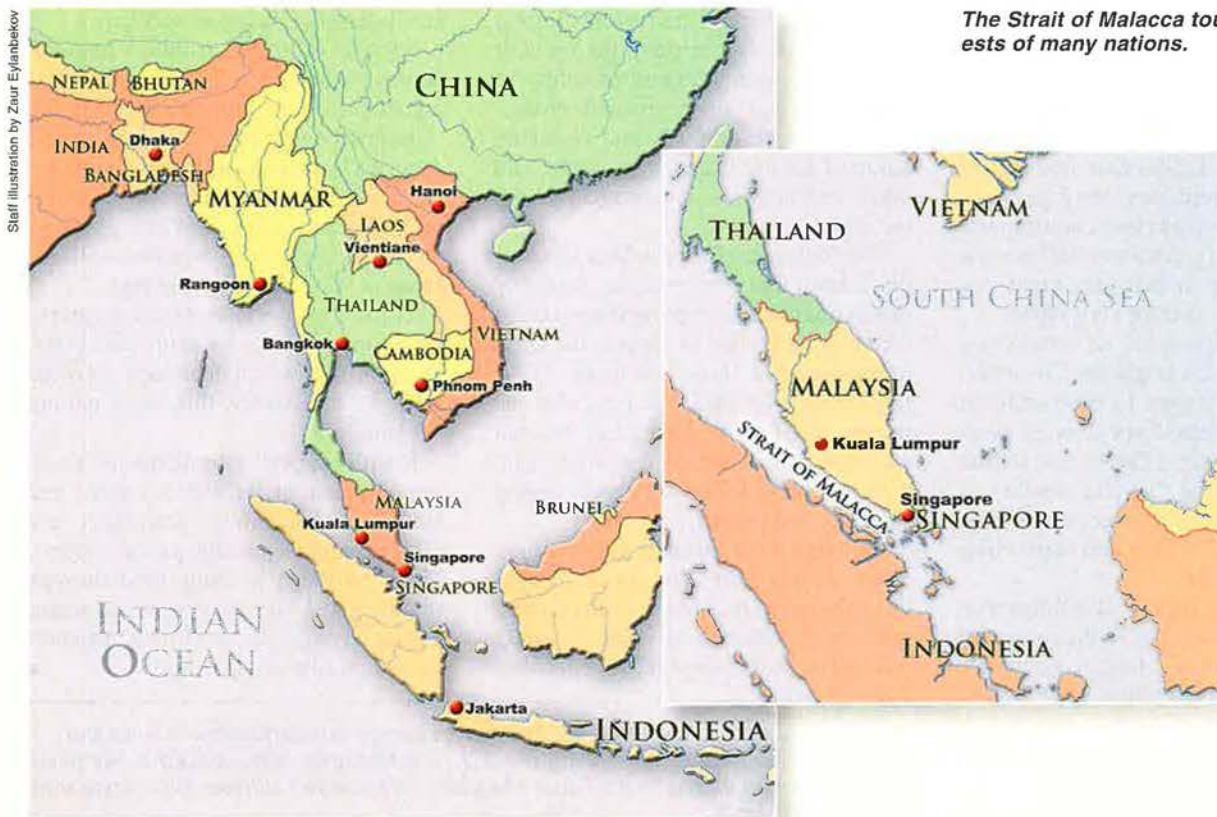 Staff illustration by Zaur Eylanbekov
The Strait of Malacca tou
ests of many nations.
CHINA
NEPAL
BHUTAN
INDIA
Dhaka
BANGLADESH
MYANMAR
Hanoi
LAOS
Vientiane
Rangoon
THAILAND
VIETNAM
Bangkok
CAMBODIA
Phnom Penh
MALAYSIA
Kuala Lumpur
BRUNEI
Singapore
SINGAPORE
INDIAN
OCEAN
Jakarta
INDONESIA
VIETNAM
THAILAND
SOUTH CHINA SEA
MALAYSIA
Kuala Lumpur
STRAIT OF MALACCA
Singapore
SINGAPORE
INDONESIA